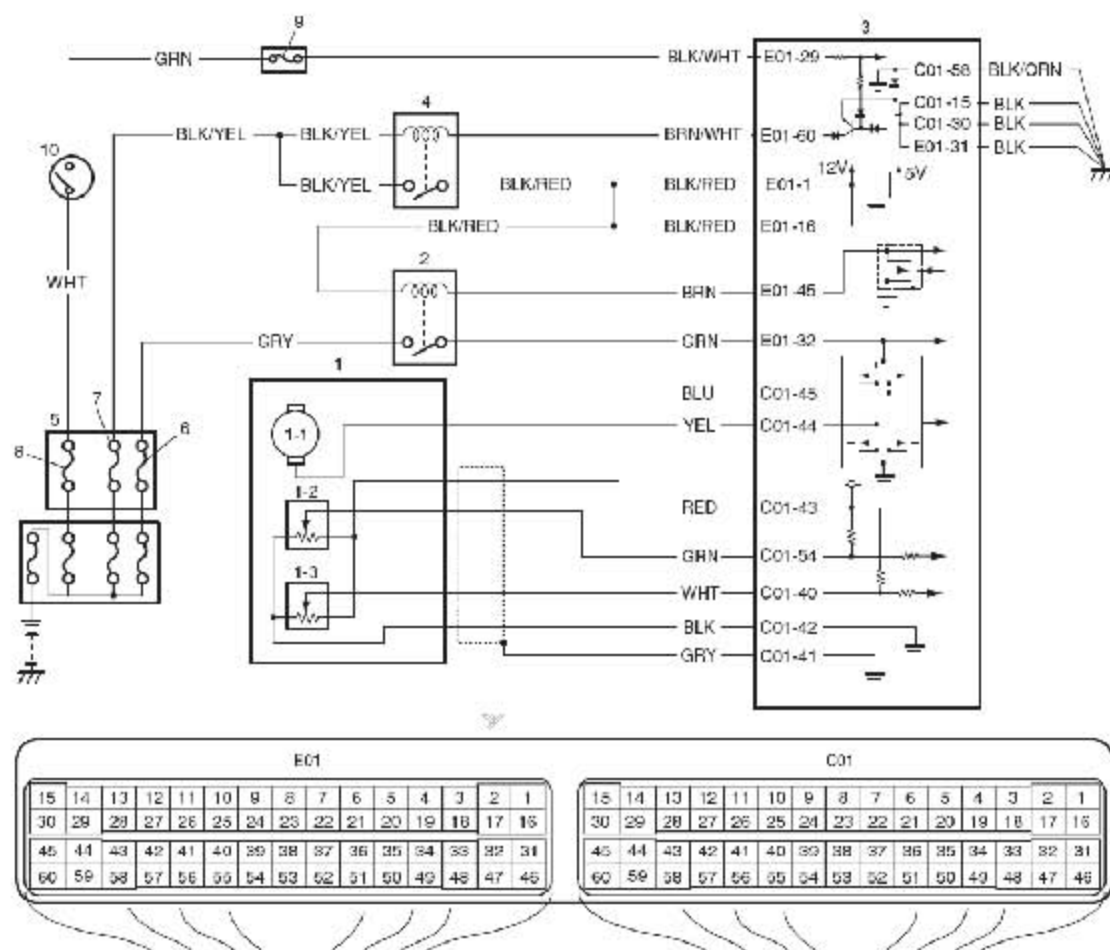 9
3
GRN
BLK/WHT
E01-29
C01-58
BLK/ORN
4
C01-15
BLK
BLK/YEL
BLK/YEL
BRN/WHT
E01-60
C01-30
BLK
10
E01-31
BLK
BLK/YEL
BLK/RED
BLK/RED
E01-1
12V
5V
BLK/RED
BLK/RED
E01-16
2
WHT
BRN
E01-45
GRY
GRN
E01-32
1
BLU
C01-45
7
5
6
YEL
C01-44
8
1-1
1-2
RED
C01-43
GRN
C01-54
1-3
WHT
C01-40
BLK
C01-42
GRY
C01-41
E01
C01
15 14 13 12 11 10 9 8 7 6 5 4 3 2 1
15 14 13 12 11 10 9 8 7 6 5 4 3 2 1
30 29 28 27 26 25 24 23 22 21 20 19 18 17 16
30 29 28 27 26 25 24 23 22 21 20 19 18 17 16
45 44 43 42 41 40 39 38 37 36 35 34 33 32 31
45 44 43 42 41 40 39 38 37 36 35 34 33 32 31
60 59 58 57 56 55 54 53 52 51 50 49 48 47 46
60 59 58 57 56 55 54 53 52 51 50 49 48 47 46